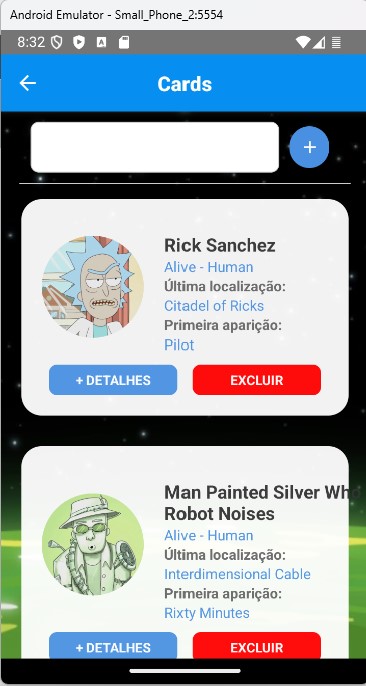 Android Emulator - Small_Phone_2:5554
8:32
Cards
+
Rick Sanchez
Alive - Human
Última localização:
Citadel of Ricks
Primeira aparição:
Pilot
+ DETALHES
EXCLUIR
Man Painted Silver Who
Robot Noises
Alive - Human
Última localização:
Interdimensional Cable
Primeira aparição:
Rixty Minutes
+ DETALHES
EXCLUIR